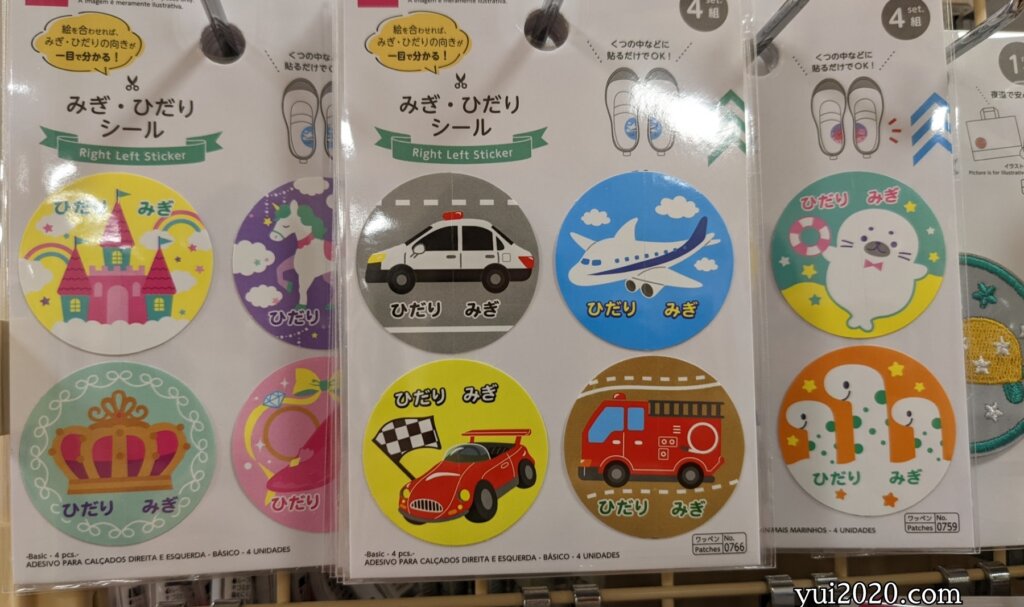 A imagem é meramente ilustrativa.
絵を合わせれば、
みぎ・ひだりの向きが
一目で分かる！
みぎ・ひだり
シール
Right Left Sticker
ひだり みぎ
ひだり
ひだり みぎ
ひだり
-Basic - 4 pcs.-
ADESIVO PARA CALÇADOS DIREITA E ESQUERDA - BÁSICO - 4 UNIDADES
A imagem é meramente ilustrativa.
4 set.
組
絵を合わせれば、
みぎ・ひだりの向きが
一目で分かる！
くつの中などに
貼るだけでOK！
みぎ・ひだり
シール
Right Left Sticker
ひだり みぎ
ひだり みぎ
ひだり みぎ
ひだり みぎ
-Basic - 4 pcs.-
ADESIVO PARA CALÇADOS DIREITA E ESQUERDA - BÁSICO - 4 UNIDADES
ワッペン No.
Patches 0766
4 set.
組
くつの中などに
貼るだけでOK！
ひだり みぎ
ひだり みぎ
MARINHOS - 4 UNIDADES
ワッペン No.
Patches 0759
yui2020.com